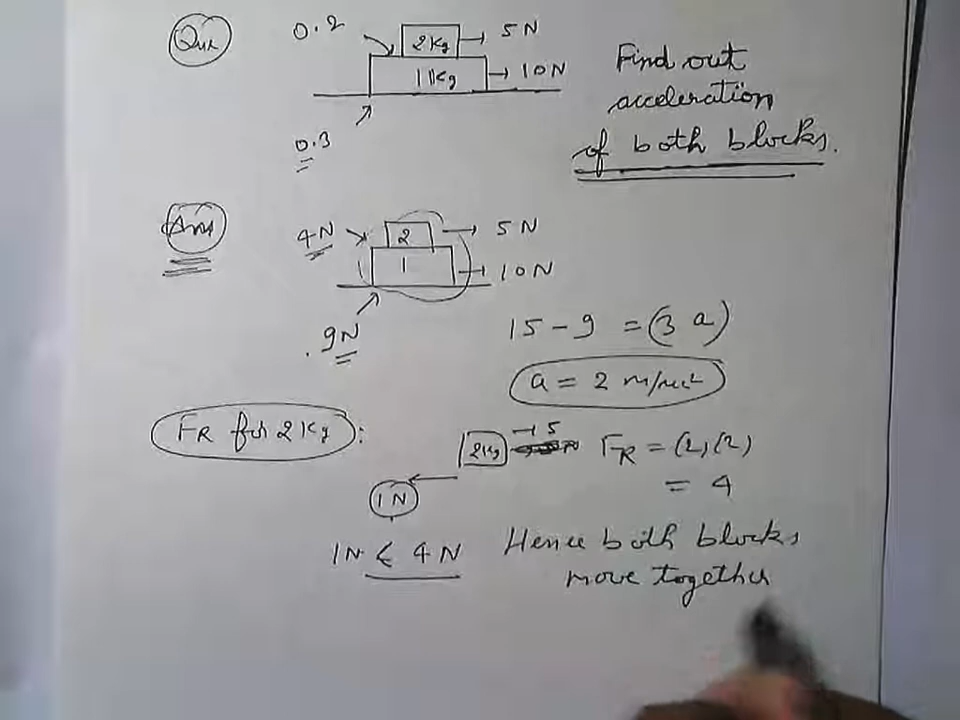 Que
0.2
2Kg → 5N
1Kg → 10N
0.3
Find out
acceleration
of both blocks.
Ans
4N
2 → 5N
1 → 10N
9N
15 - 9 = (3 a)
a = 2 m/sec²
FR for 2Kg :
2Kg → 5
1N
FR = (2)(2)
= 4
1N < 4N
Hence both blocks
move together